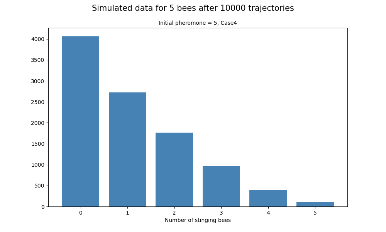 Simulated data for 5 bees after 10000 trajectories
Initial pheromone = 5, Case4
4000
3500
3000
2500
2000
1500
1000
500
0
0 1 2 3 4 5
Number of stinging bees